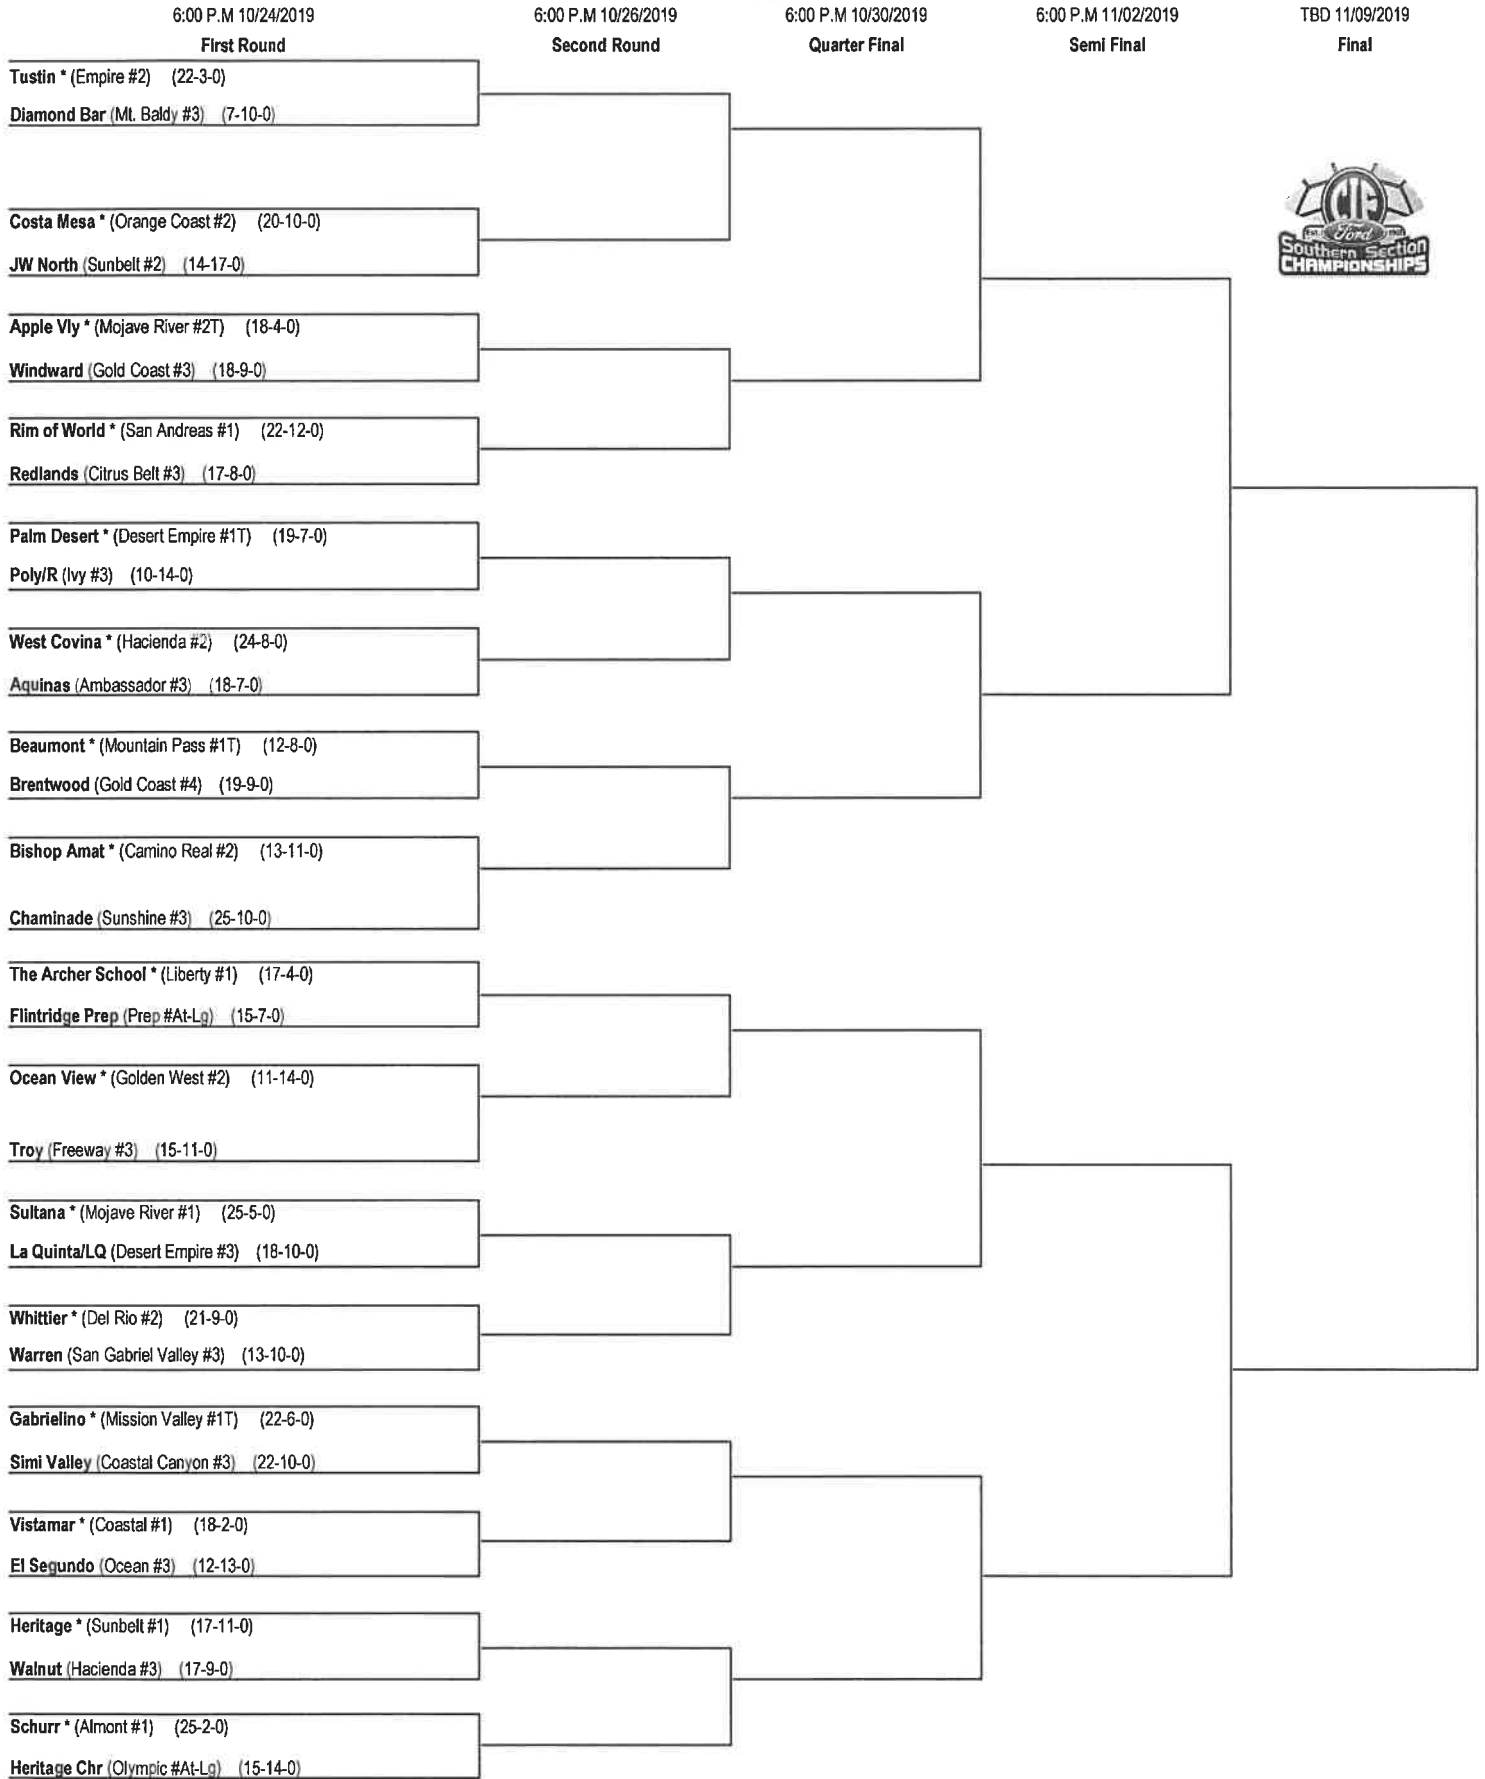 6:00 P.M 10/24/2019 6:00 P.M 10/26/2019 6:00 P.M 10/30/2019 6:00 P.M 11/02/2019 TBD 11/09/2019
First Round Second Round Quarter Final Semi Final Final
Tustin * (Empire #2) (22-3-0)
Diamond Bar (Mt. Baldy #3) (7-10-0)
CIF
Ford
Southern Section
CHAMPIONSHIPS
Costa Mesa * (Orange Coast #2) (20-10-0)
JW North (Sunbelt #2) (14-17-0)
Apple Vly * (Mojave River #2T) (18-4-0)
Windward (Gold Coast #3) (18-9-0)
Rim of World * (San Andreas #1) (22-12-0)
Redlands (Citrus Belt #3) (17-8-0)
Palm Desert * (Desert Empire #1T) (19-7-0)
Poly/R (Ivy #3) (10-14-0)
West Covina * (Hacienda #2) (24-8-0)
Aquinas (Ambassador #3) (18-7-0)
Beaumont * (Mountain Pass #1T) (12-8-0)
Brentwood (Gold Coast #4) (19-9-0)
Bishop Amat * (Camino Real #2) (13-11-0)
Chaminade (Sunshine #3) (25-10-0)
The Archer School * (Liberty #1) (17-4-0)
Flintridge Prep (Prep #At-Lg) (15-7-0)
Ocean View * (Golden West #2) (11-14-0)
Troy (Freeway #3) (15-11-0)
Sultana * (Mojave River #1) (25-5-0)
La Quinta/LQ (Desert Empire #3) (18-10-0)
Whittier * (Del Rio #2) (21-9-0)
Warren (San Gabriel Valley #3) (13-10-0)
Gabrielino * (Mission Valley #1T) (22-6-0)
Simi Valley (Coastal Canyon #3) (22-10-0)
Vistamar * (Coastal #1) (18-2-0)
El Segundo (Ocean #3) (12-13-0)
Heritage * (Sunbelt #1) (17-11-0)
Walnut (Hacienda #3) (17-9-0)
Schurr * (Almont #1) (25-2-0)
Heritage Chr (Olympic #At-Lg) (15-14-0)